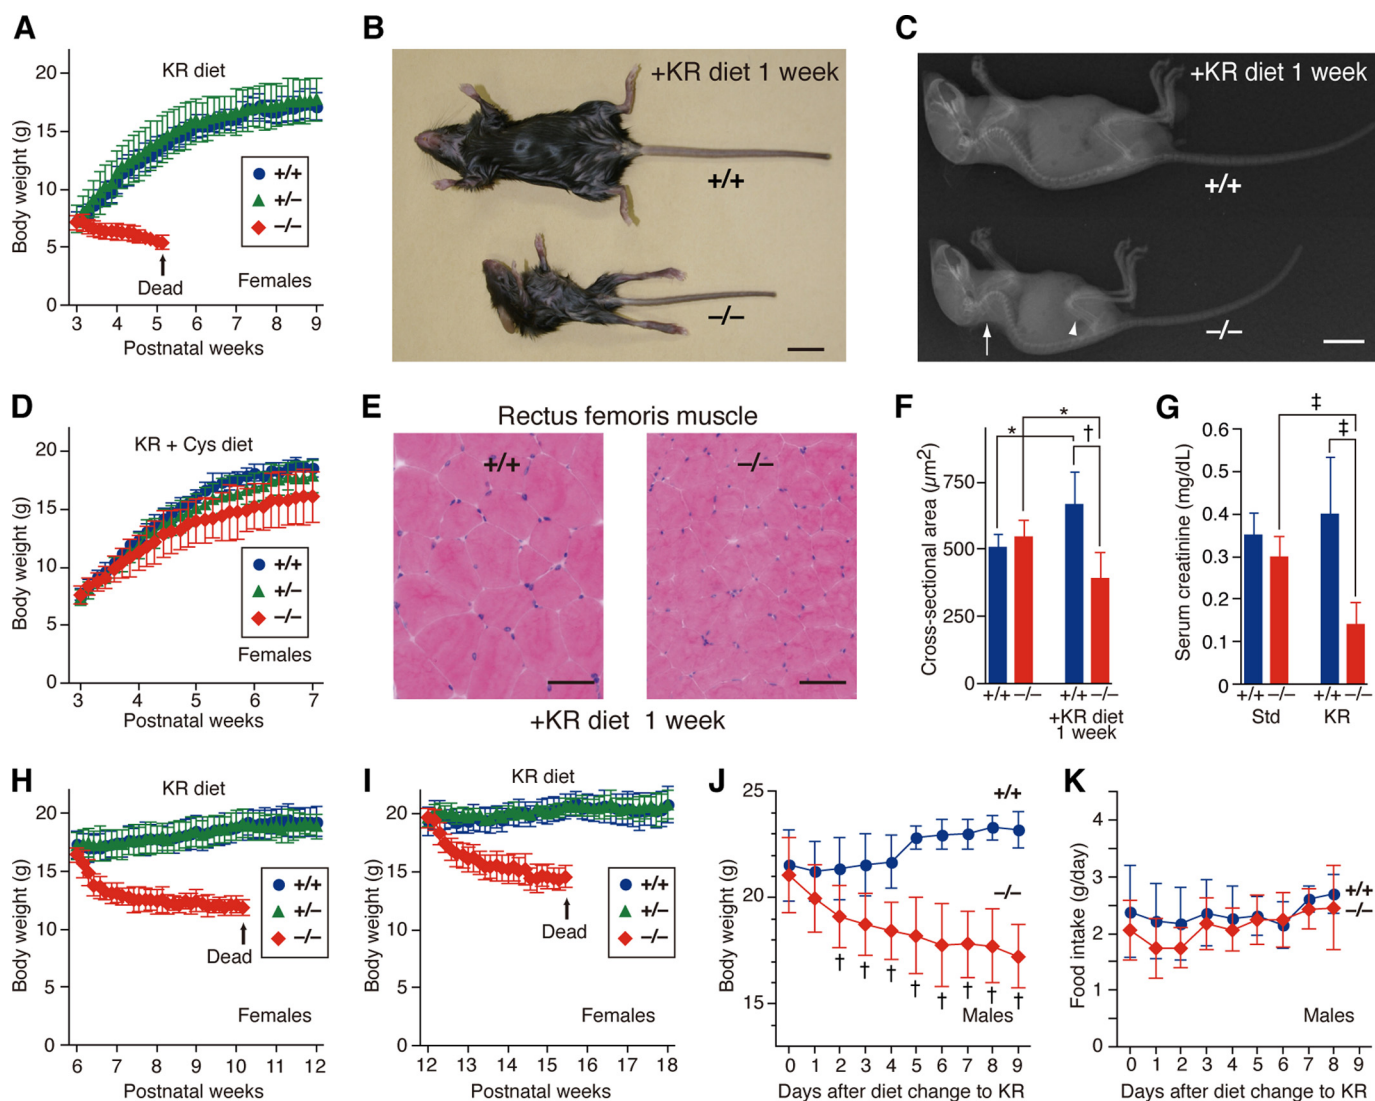 A
KR diet
Body weight (g)
20
15
10
5
0
+/+
+/−
−/−
Dead
Females
3 4 5 6 7 8 9
Postnatal weeks
B
+KR diet 1 week
+/+
−/−
C
+KR diet 1 week
+/+
−/−
D
KR + Cys diet
Body weight (g)
20
15
10
5
0
+/+
+/−
−/−
Females
3 4 5 6 7
Postnatal weeks
E
Rectus femoris muscle
+/+
−/−
+KR diet 1 week
F
Cross-sectional area (µm2)
750
500
250
0
* * †
+/+ −/− +/+ −/−
+KR diet
1 week
G
Serum creatinine (mg/dL)
0.6
0.5
0.4
0.3
0.2
0.1
0
‡
‡
+/+ −/− +/+ −/−
Std KR
H
KR diet
Body weight (g)
20
15
10
5
0
+/+
+/−
−/−
Dead
Females
6 7 8 9 10 11 12
Postnatal weeks
I
KR diet
Body weight (g)
20
15
10
5
0
+/+
+/−
−/−
Dead
Females
12 13 14 15 16 17 18
Postnatal weeks
J
Body weight (g)
25
20
15
+/+
−/−
† † † † † † † †
Males
0 1 2 3 4 5 6 7 8 9
Days after diet change to KR
K
Food intake (g/day)
4
3
2
1
0
+/+
−/−
Males
0 1 2 3 4 5 6 7 8 9
Days after diet change to KR